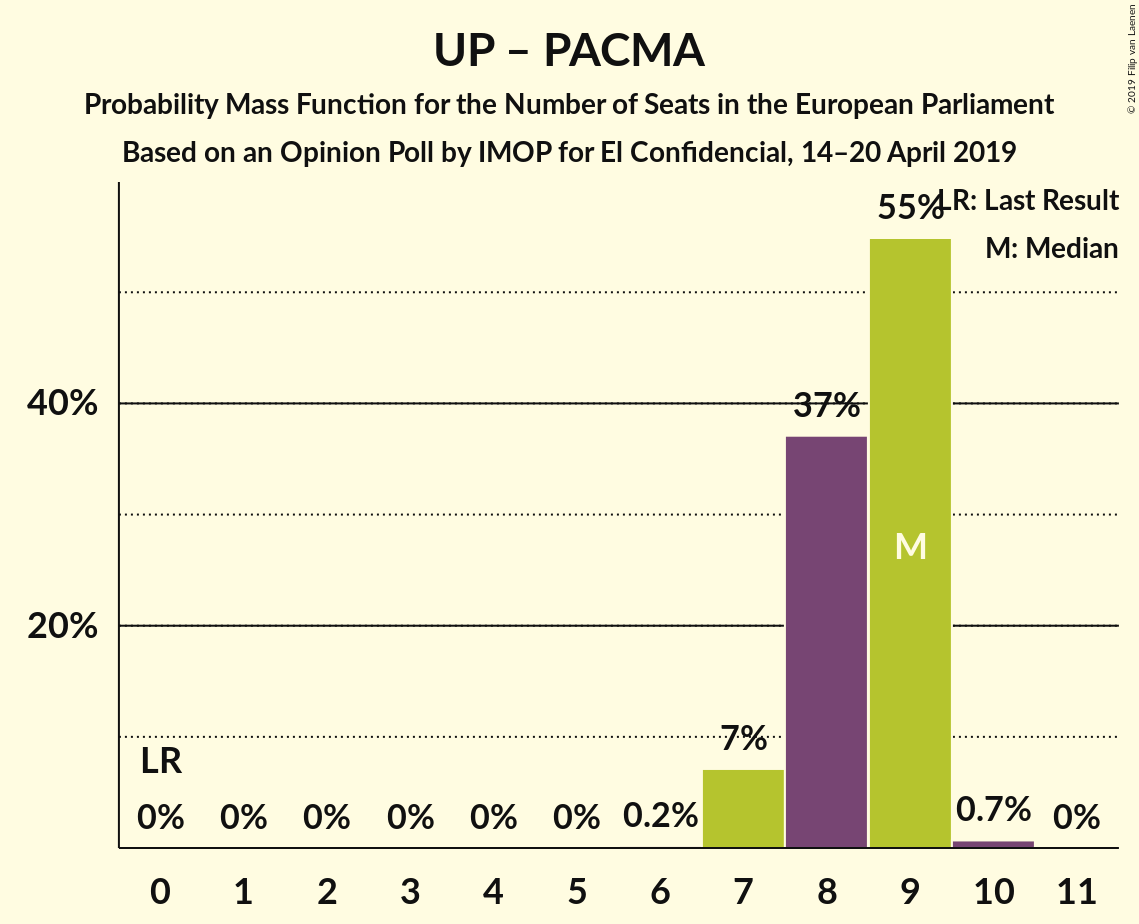 UP – PACMA
Probability Mass Function for the Number of Seats in the European Parliament
Based on an Opinion Poll by IMOP for El Confidencial, 14–20 April 2019
© 2019 Filip van Laenen
LR: Last Result
M: Median
55%
40%
37%
M
20%
7%
LR
0% 0% 0% 0% 0% 0% 0.2% 0.7% 0%
0 1 2 3 4 5 6 7 8 9 10 11